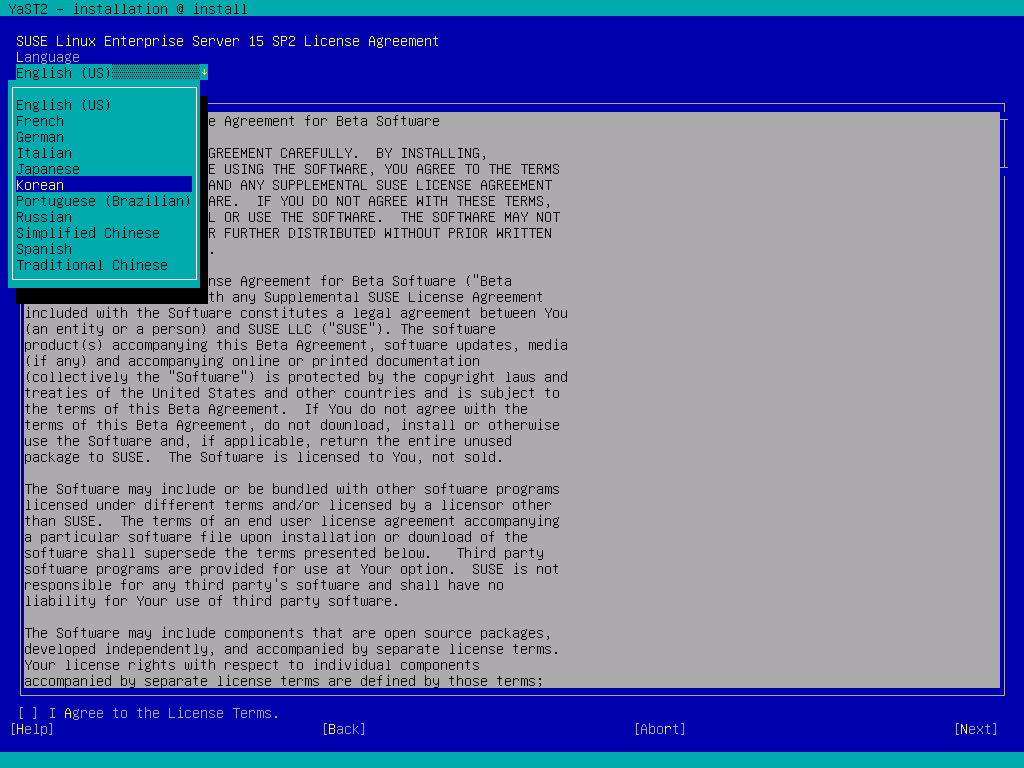 YaST2 - installation @ install
SUSE Linux Enterprise Server 15 SP2 License Agreement
Language
English (US)
English (US)
French
German
Italian
Japanese
Korean
Portuguese (Brazilian)
Russian
Simplified Chinese
Spanish
Traditional Chinese
e Agreement for Beta Software
GREEMENT CAREFULLY.  BY INSTALLING,
E USING THE SOFTWARE, YOU AGREE TO THE TERMS
AND ANY SUPPLEMENTAL SUSE LICENSE AGREEMENT
ARE.  IF YOU DO NOT AGREE WITH THESE TERMS,
L OR USE THE SOFTWARE.  THE SOFTWARE MAY NOT
R FURTHER DISTRIBUTED WITHOUT PRIOR WRITTEN
.
nse Agreement for Beta Software ("Beta
th any Supplemental SUSE License Agreement
included with the Software constitutes a legal agreement between You
(an entity or a person) and SUSE LLC ("SUSE"). The software
product(s) accompanying this Beta Agreement, software updates, media
(if any) and accompanying online or printed documentation
(collectively the "Software") is protected by the copyright laws and
treaties of the United States and other countries and is subject to
the terms of this Beta Agreement.  If You do not agree with the
terms of this Beta Agreement, do not download, install or otherwise
use the Software and, if applicable, return the entire unused
package to SUSE.  The Software is licensed to You, not sold.
The Software may include or be bundled with other software programs
licensed under different terms and/or licensed by a licensor other
than SUSE.  The terms of an end user license agreement accompanying
a particular software file upon installation or download of the
software shall supersede the terms presented below.   Third party
software programs are provided for use at Your option.  SUSE is not
responsible for any third party's software and shall have no
liability for Your use of third party software.
The Software may include components that are open source packages,
developed independently, and accompanied by separate license terms.
Your license rights with respect to individual components
accompanied by separate license terms are defined by those terms;
[ ] I Agree to the License Terms.
[Help] [Back] [Abort] [Next]